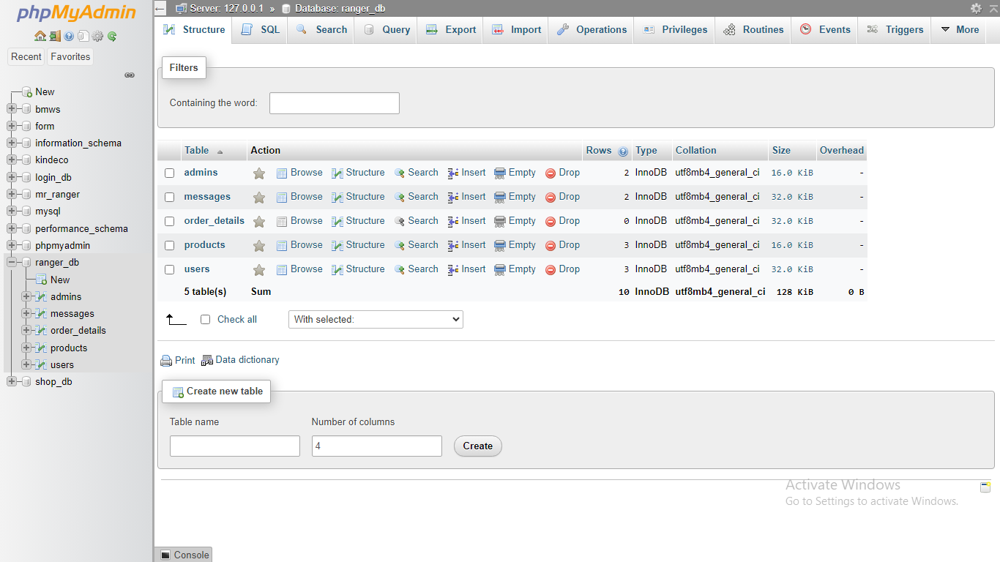 phpMyAdmin
Recent Favorites
New
bmws
form
information_schema
kindeco
login_db
mr_ranger
mysql
performance_schema
phpmyadmin
ranger_db
New
admins
messages
order_details
products
users
shop_db
Server: 127.0.0.1 » Database: ranger_db
Structure SQL Search Query Export Import Operations Privileges Routines Events Triggers More
Filters
Containing the word:
Table Action Rows Type Collation Size Overhead
admins Browse Structure Search Insert Empty Drop 2 InnoDB utf8mb4_general_ci 16.0 KiB -
messages Browse Structure Search Insert Empty Drop 2 InnoDB utf8mb4_general_ci 32.0 KiB -
order_details Browse Structure Search Insert Empty Drop 0 InnoDB utf8mb4_general_ci 32.0 KiB -
products Browse Structure Search Insert Empty Drop 3 InnoDB utf8mb4_general_ci 16.0 KiB -
users Browse Structure Search Insert Empty Drop 3 InnoDB utf8mb4_general_ci 32.0 KiB -
5 table(s) Sum 10 InnoDB utf8mb4_general_ci 128 KiB 0 B
Check all With selected:
Print Data dictionary
Create new table
Table name Number of columns
4 Create
Activate Windows
Go to Settings to activate Windows.
Console